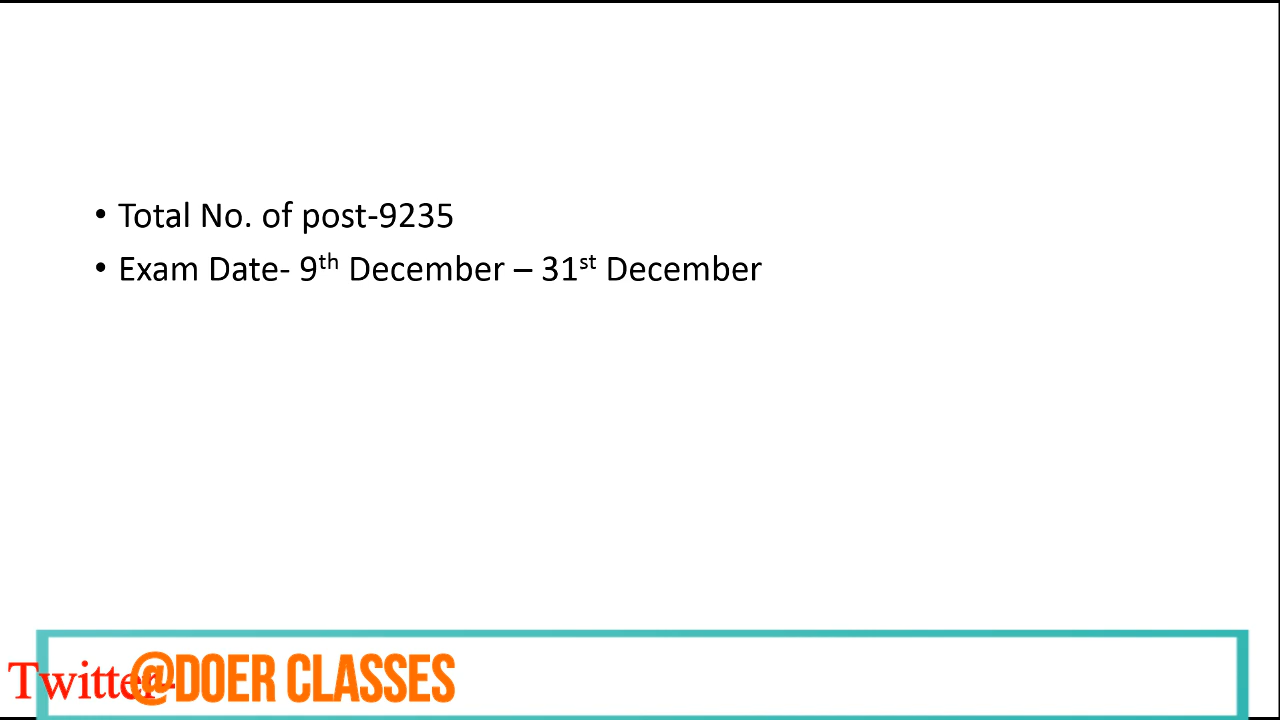 • Total No. of post-9235
• Exam Date- 9th December – 31st December
Twitter- @DOER CLASSES